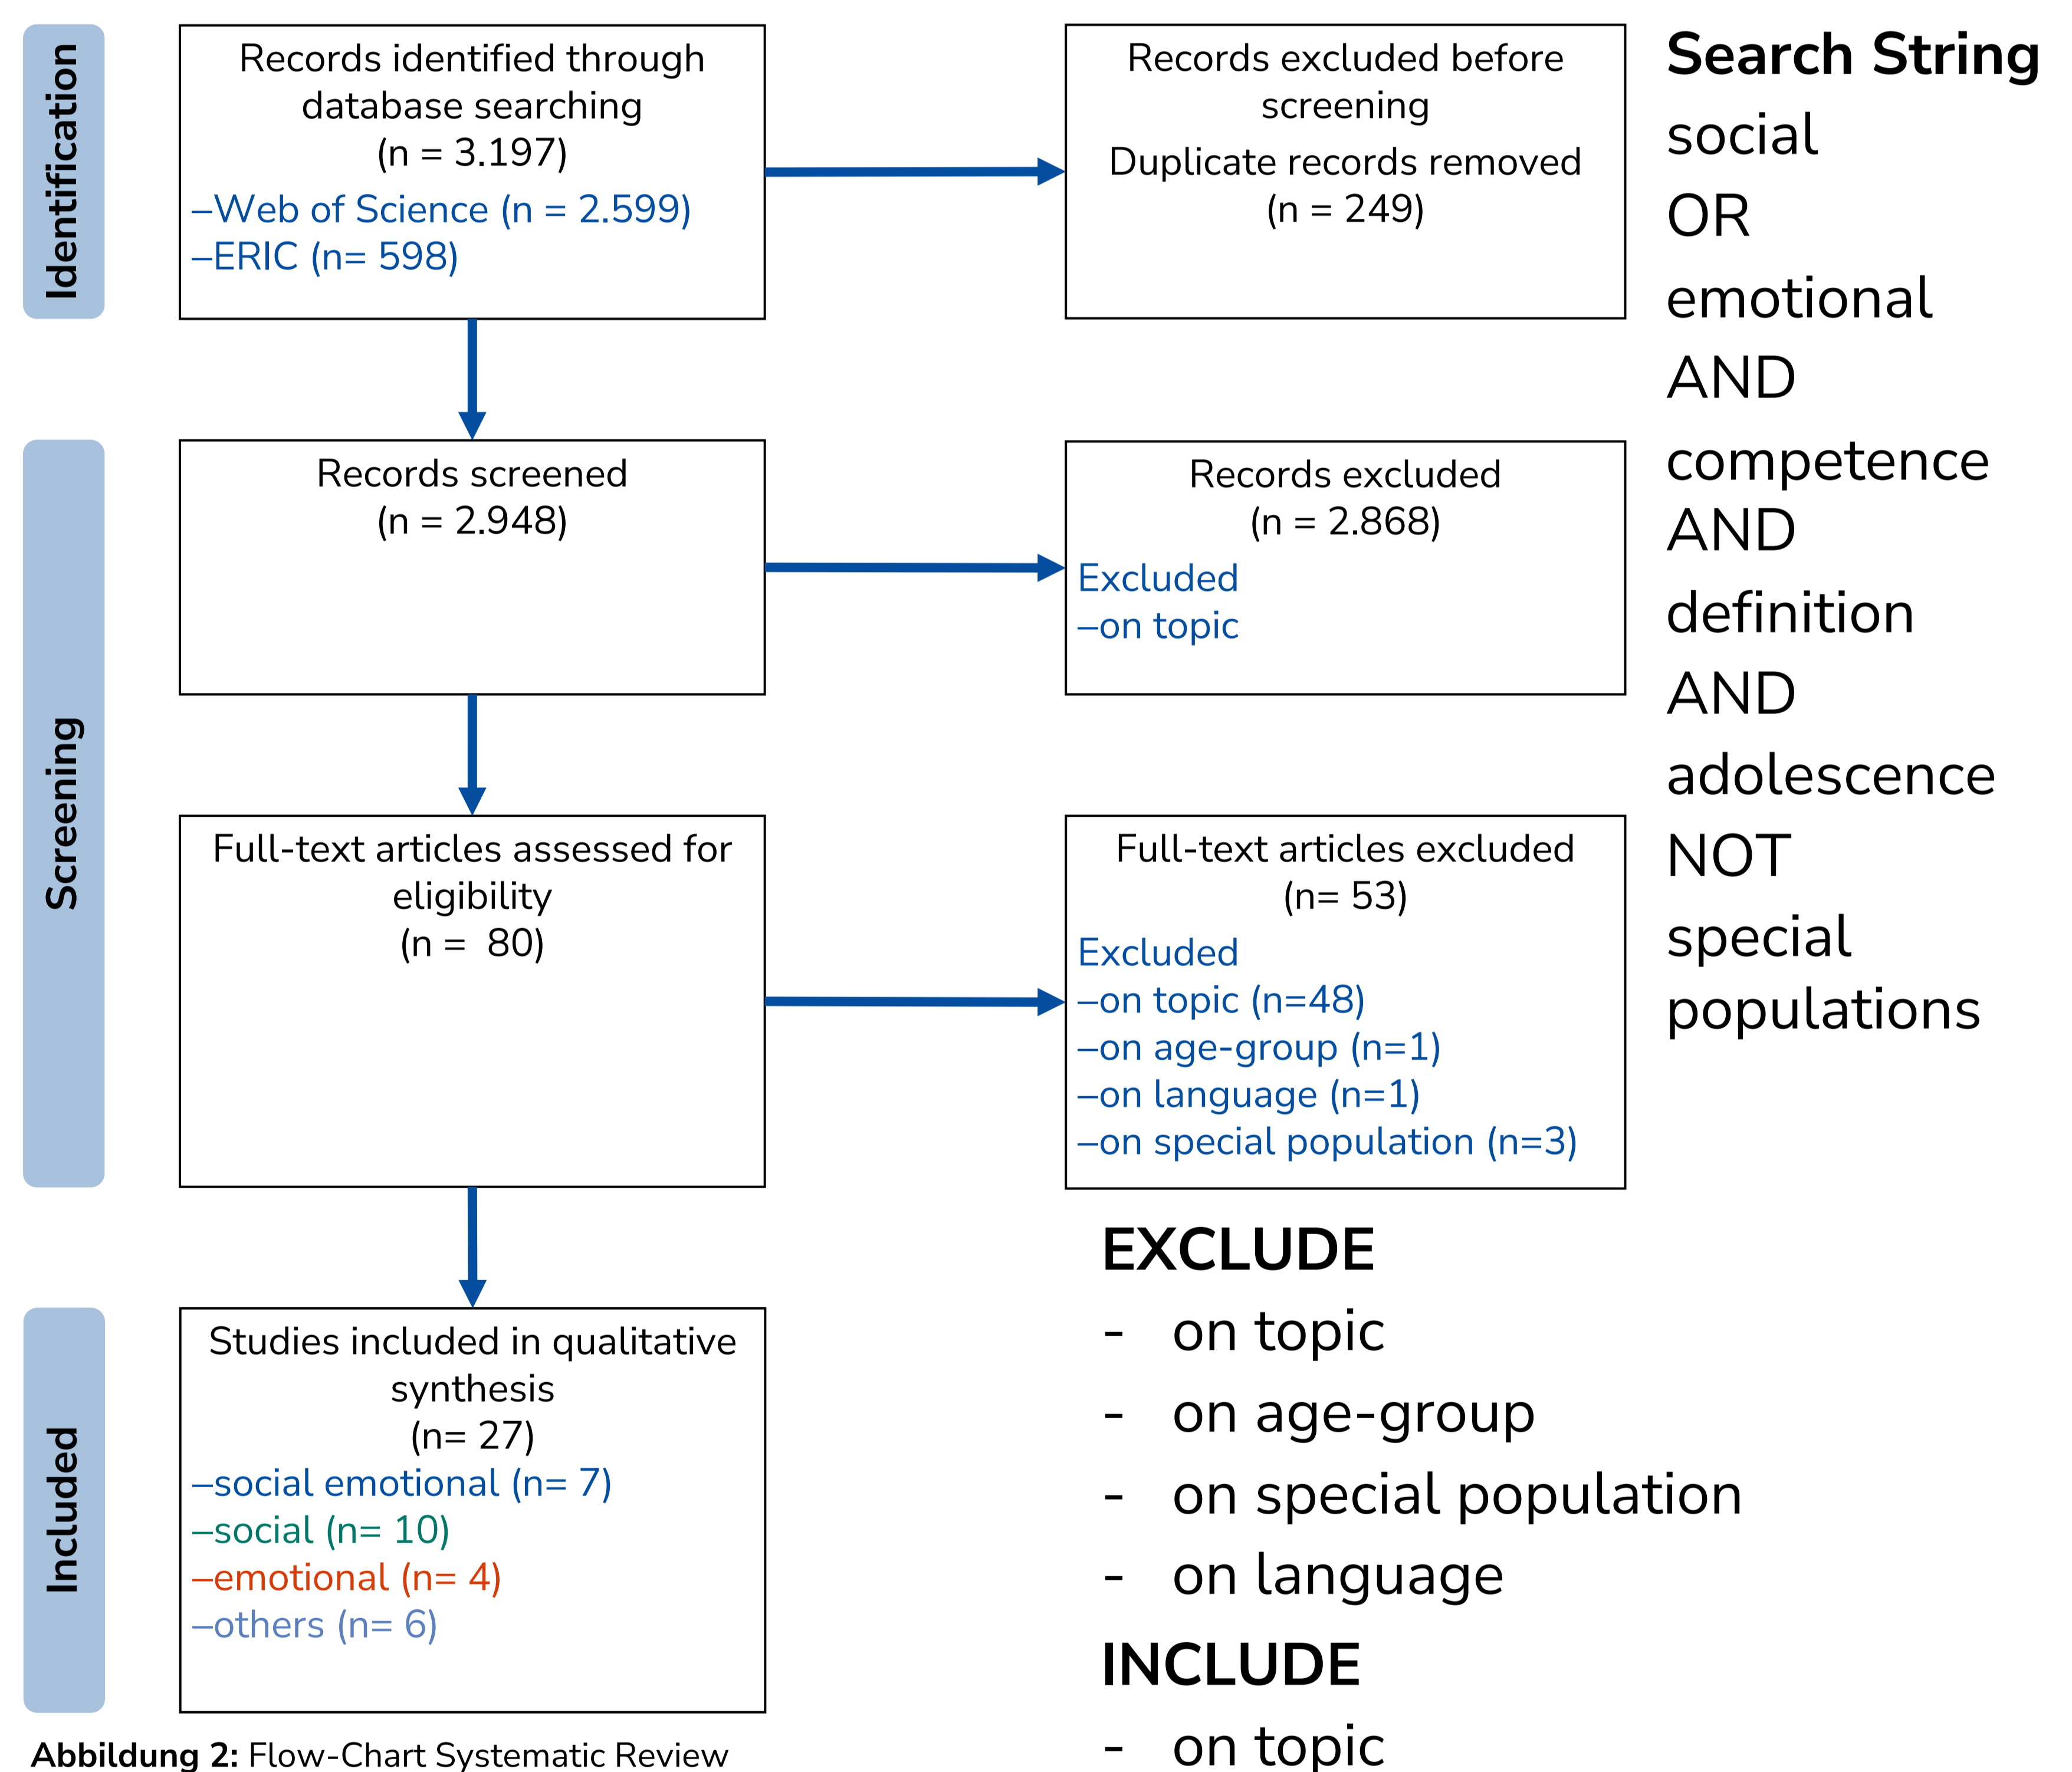 Identification
Records identified through
database searching
(n = 3.197)
–Web of Science (n = 2.599)
–ERIC (n= 598)
Records excluded before
screening
Duplicate records removed
(n = 249)
Screening
Records screened
(n = 2.948)
Records excluded
(n = 2.868)
Excluded
–on topic
Full-text articles assessed for
eligibility
(n =  80)
Full-text articles excluded
(n= 53)
Excluded
–on topic (n=48)
–on age-group (n=1)
–on language (n=1)
–on special population (n=3)
Included
Studies included in qualitative
synthesis
(n= 27)
–social emotional (n= 7)
–social (n= 10)
–emotional (n= 4)
–others (n= 6)
Abbildung 2: Flow-Chart Systematic Review
Search String
social
OR
emotional
AND
competence
AND
definition
AND
adolescence
NOT
special
populations
EXCLUDE
- on topic
- on age-group
- on special population
- on language
INCLUDE
- on topic